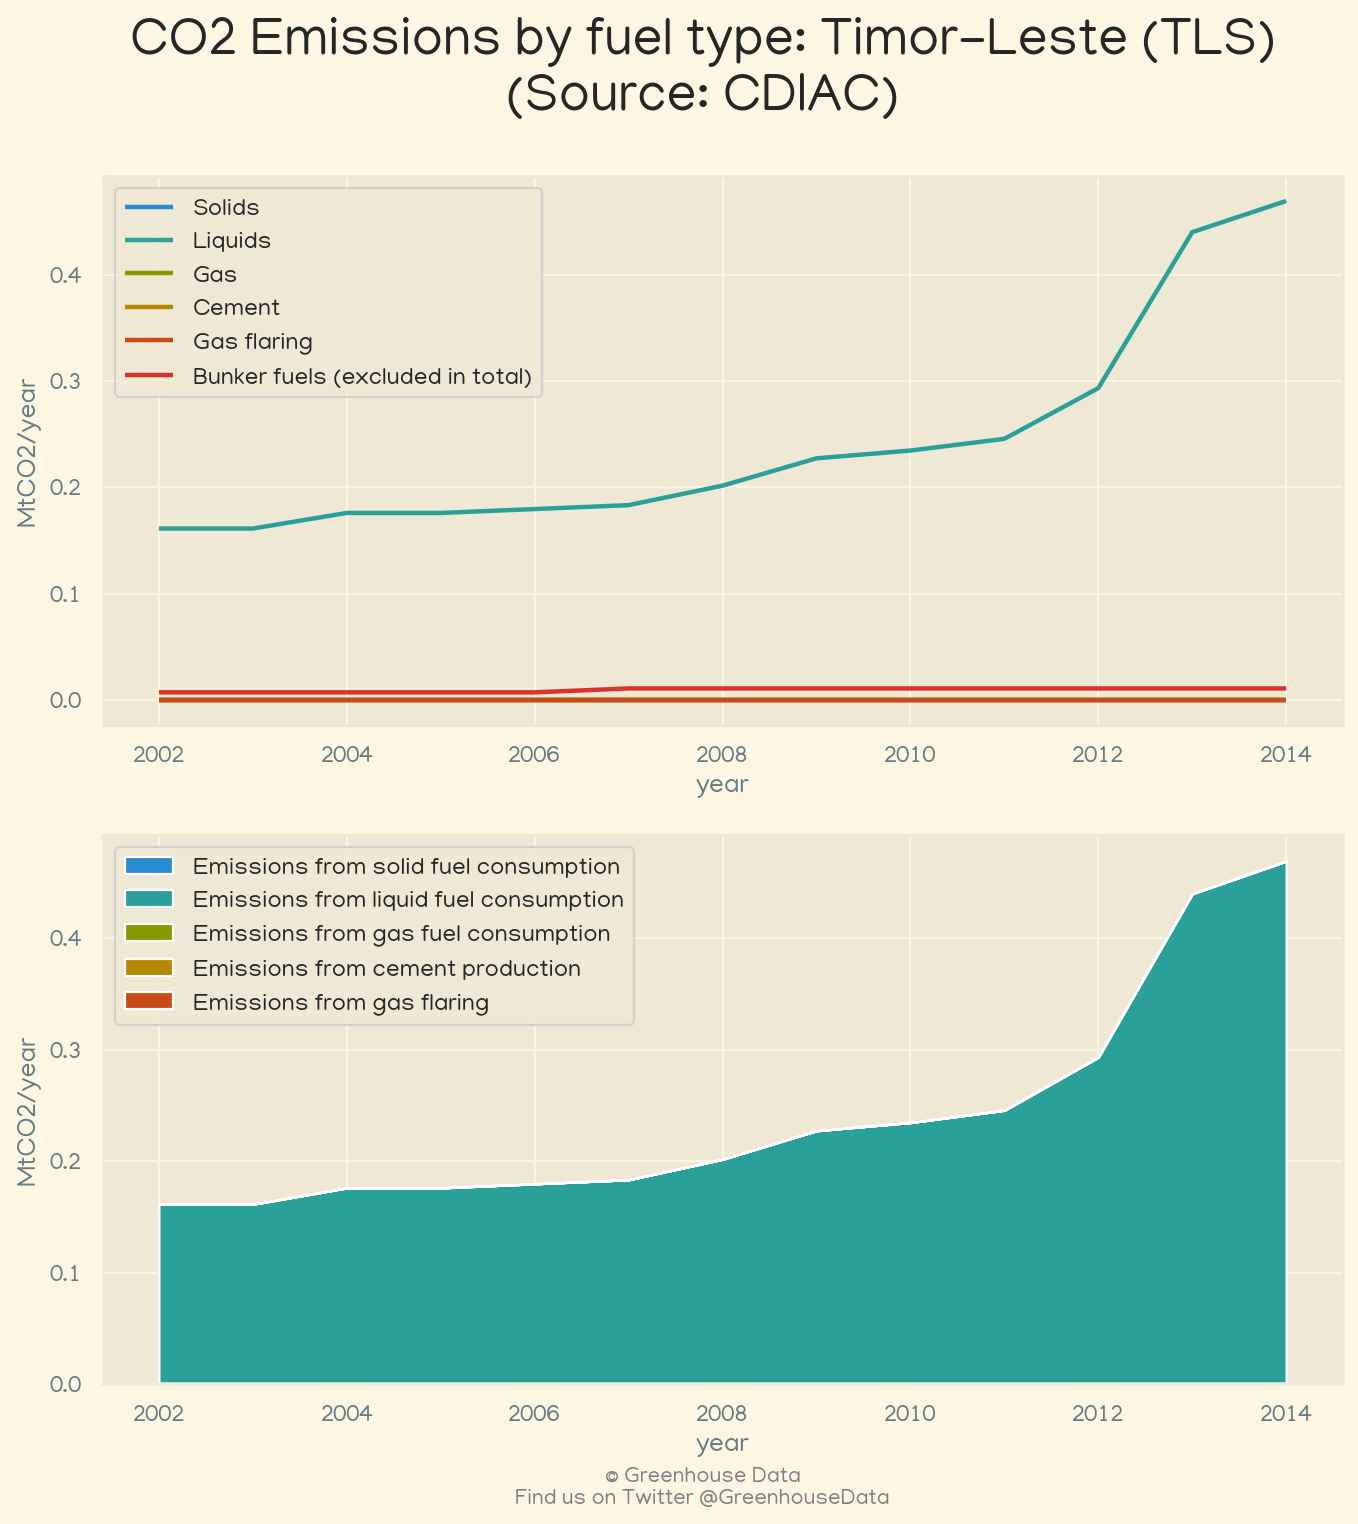 CO2 Emissions by fuel type: Timor-Leste (TLS)
(Source: CDIAC)
Solids
Liquids
Gas
Cement
Gas flaring
Bunker fuels (excluded in total)
MtCO2/year
0.4
0.3
0.2
0.1
0.0
2002 2004 2006 2008 2010 2012 2014
year
Emissions from solid fuel consumption
Emissions from liquid fuel consumption
Emissions from gas fuel consumption
Emissions from cement production
Emissions from gas flaring
MtCO2/year
0.4
0.3
0.2
0.1
0.0
2002 2004 2006 2008 2010 2012 2014
year
© Greenhouse Data
Find us on Twitter @GreenhouseData